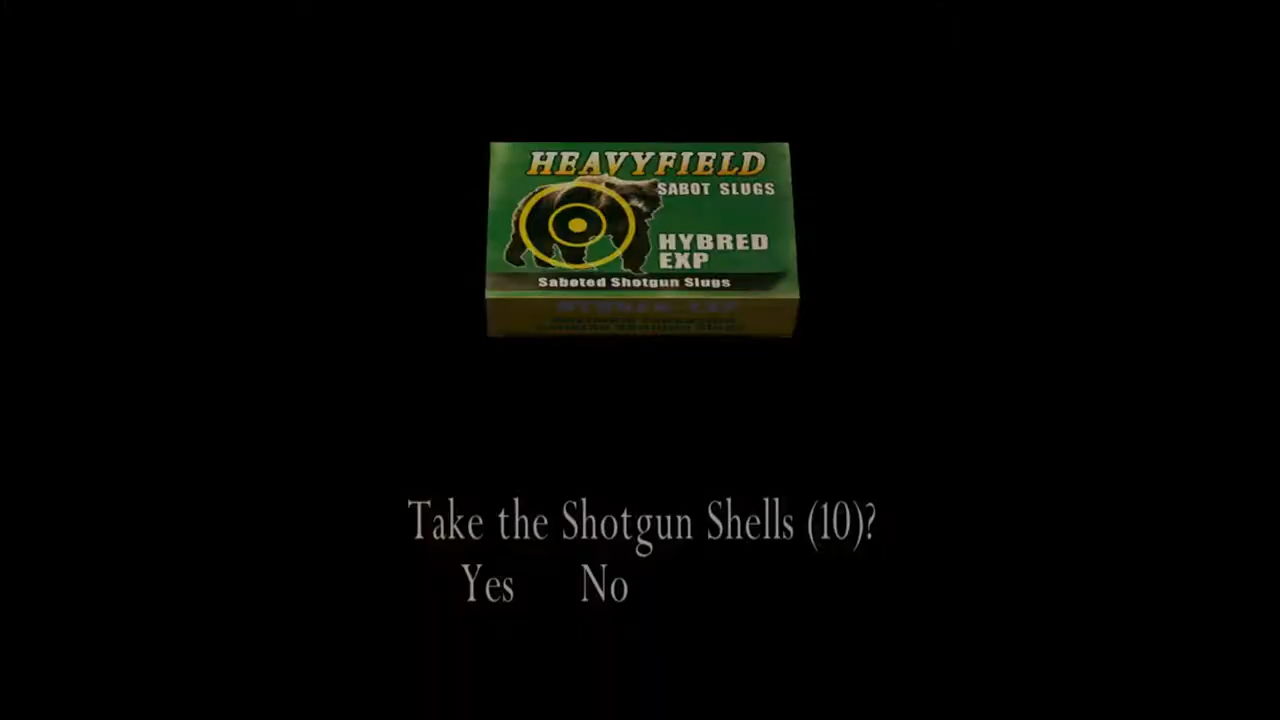 HEAVYFIELD
SABOT SLUGS
HYBRED
EXP
Saboted Shotgun Slugs
Take the Shotgun Shells (10)?
Yes No